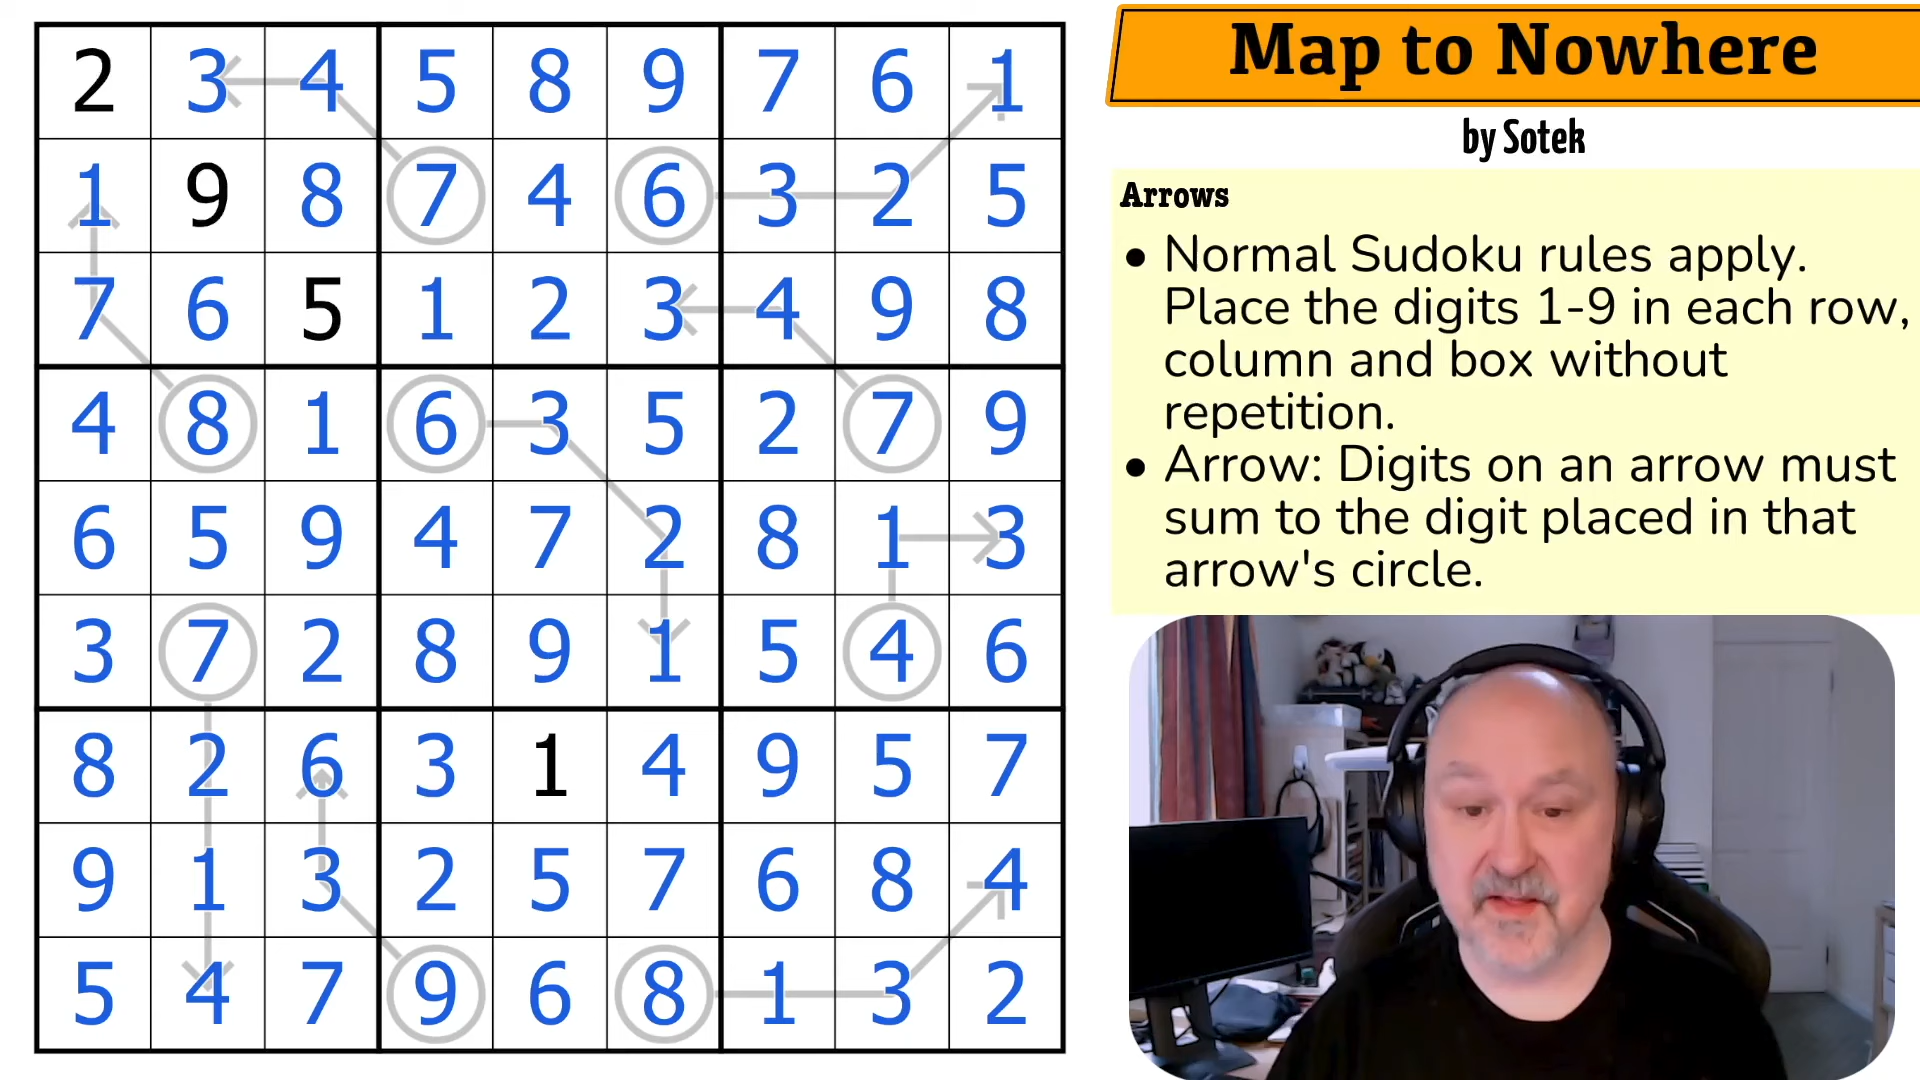 Map to Nowhere
by Sotek
Arrows
• Normal Sudoku rules apply.
Place the digits 1-9 in each row,
column and box without
repetition.
• Arrow: Digits on an arrow must
sum to the digit placed in that
arrow's circle.
2 3 4 5 8 9 7 6 1
1 9 8 7 4 6 3 2 5
7 6 5 1 2 3 4 9 8
4 8 1 6 3 5 2 7 9
6 5 9 4 7 2 8 1 3
3 7 2 8 9 1 5 4 6
8 2 6 3 1 4 9 5 7
9 1 3 2 5 7 6 8 4
5 4 7 9 6 8 1 3 2